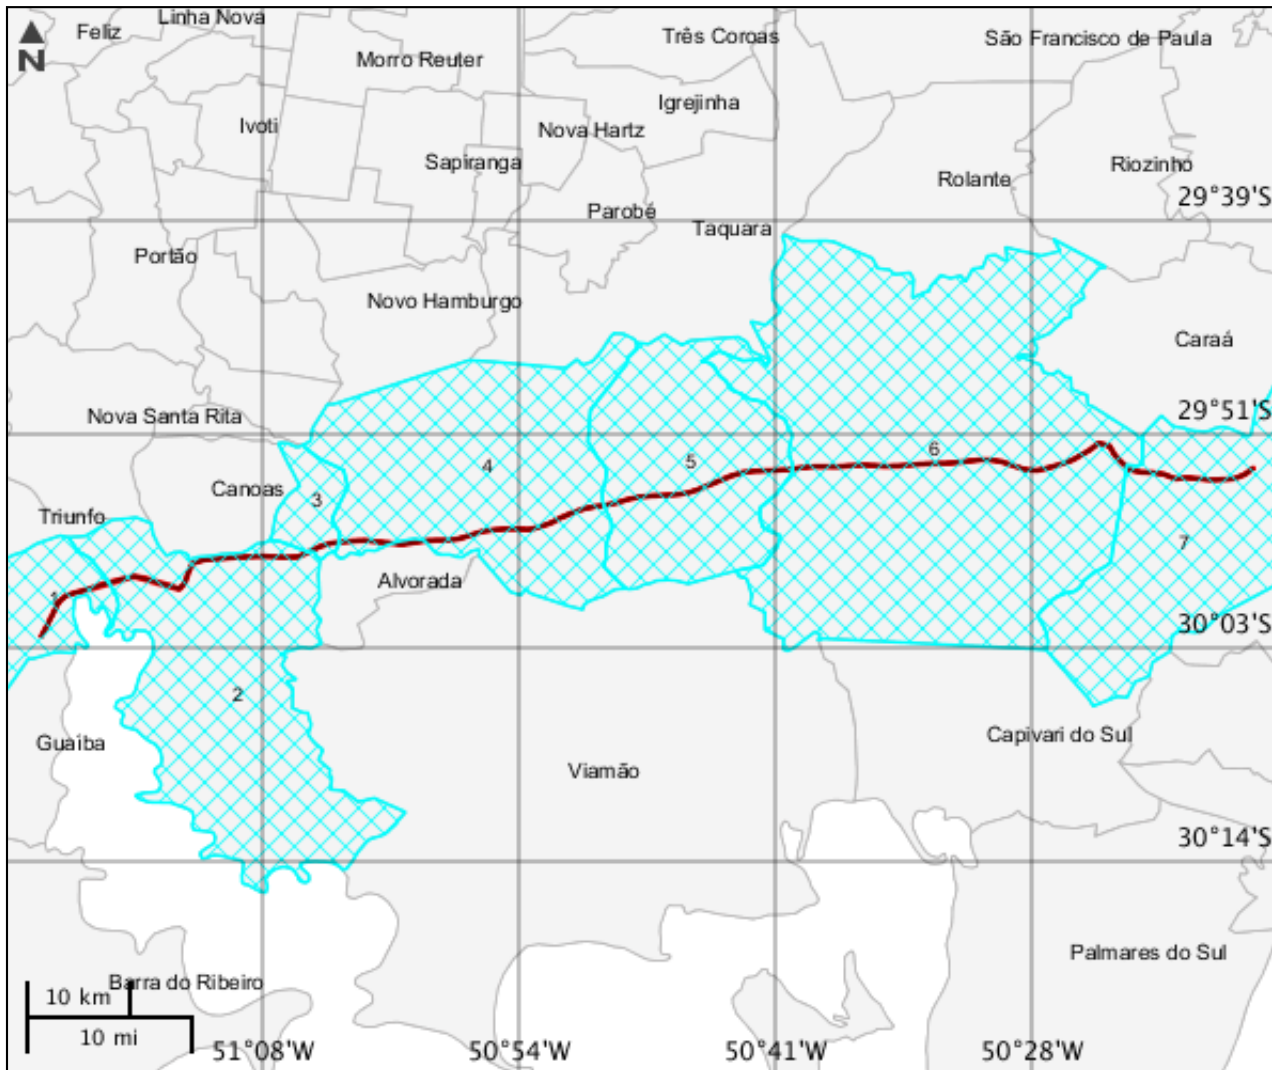 Linha Nova
Feliz
N
Morro Reuter
Três Coroas
São Francisco de Paula
Igrejinha
Ivoti
Nova Hartz
Sapiranga
Riozinho
Rolante
29°39'S
Parobé
Taquara
Portão
Novo Hamburgo
Caraá
Nova Santa Rita
29°51'S
6
5
4
Canoas
3
Triunfo
7
Alvorada
1
30°03'S
2
Guaíba
Capivari do Sul
Viamão
30°14'S
Palmares do Sul
Barra do Ribeiro
10 km
10 mi
51°08'W
50°54'W
50°41'W
50°28'W